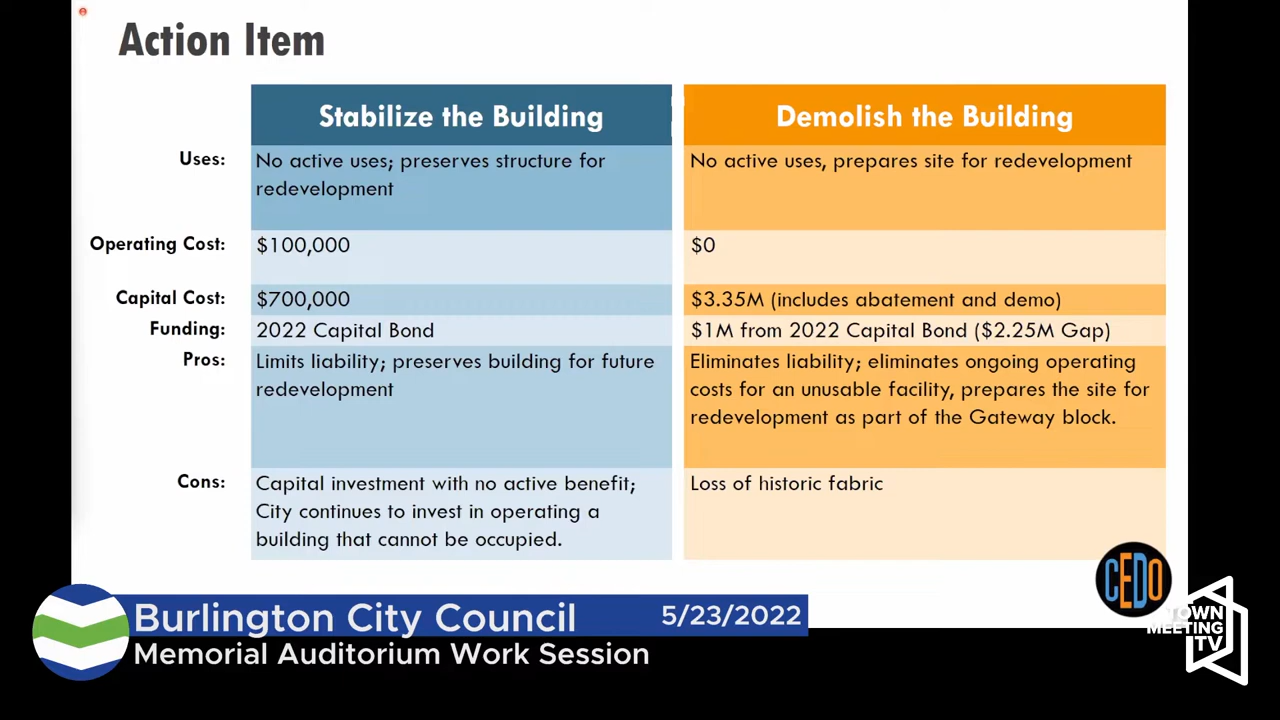 Action Item
Stabilize the Building
Demolish the Building
Uses:
No active uses; preserves structure for
redevelopment
No active uses, prepares site for redevelopment
Operating Cost:
$100,000
$0
Capital Cost:
$700,000
$3.35M (includes abatement and demo)
Funding:
2022 Capital Bond
$1M from 2022 Capital Bond ($2.25M Gap)
Pros:
Limits liability; preserves building for future
redevelopment
Eliminates liability; eliminates ongoing operating
costs for an unusable facility, prepares the site for
redevelopment as part of the Gateway block.
Cons:
Capital investment with no active benefit;
City continues to invest in operating a
building that cannot be occupied.
Loss of historic fabric
CEDO
Burlington City Council
5/23/2022
Memorial Auditorium Work Session
TOWN
MEETING
TV